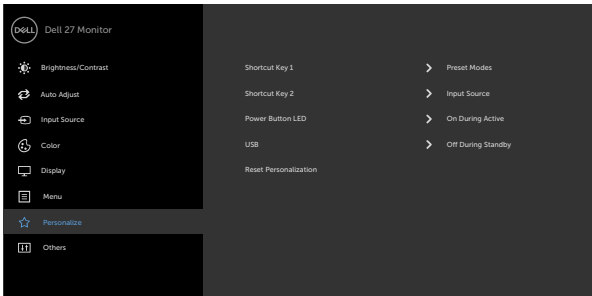 DELL Dell 27 Monitor
Brightness/Contrast
Auto Adjust
Input Source
Color
Display
Menu
Personalize
Others
Shortcut Key 1 Preset Modes
Shortcut Key 2 Input Source
Power Button LED On During Active
USB Off During Standby
Reset Personalization